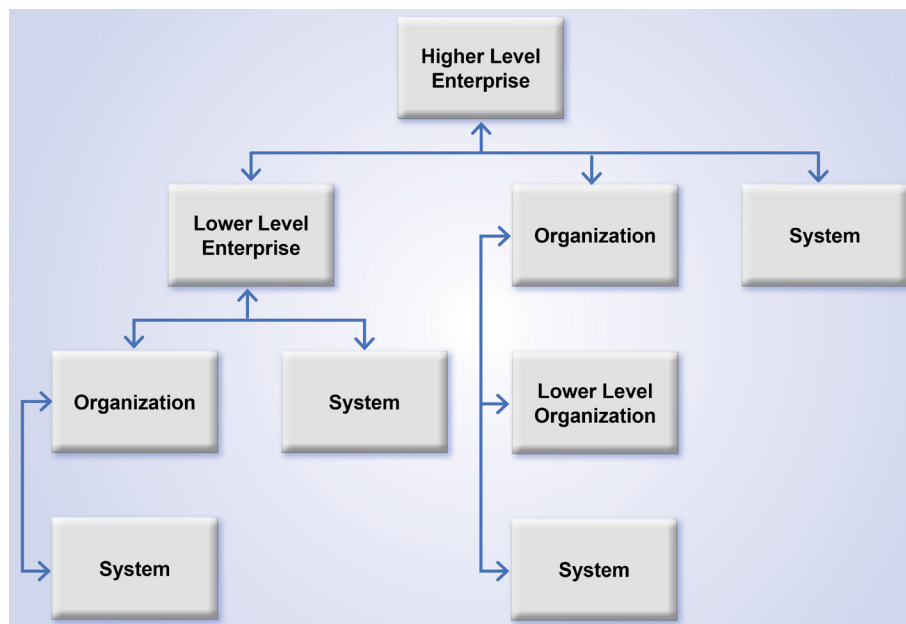 Higher Level
Enterprise
Lower Level
Enterprise
Organization
System
Organization
System
Lower Level
Organization
System
System